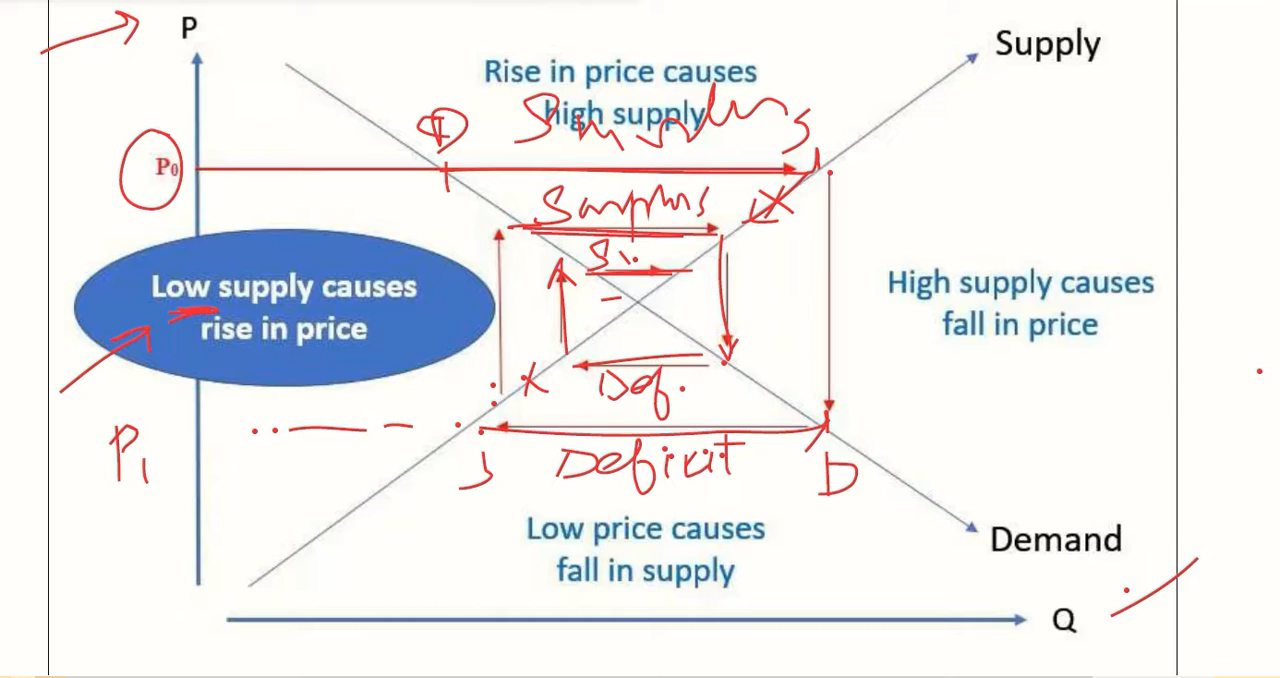 P
Supply
Rise in price causes
high supply
D
Surplus
S
P₀
Surplus
S
Low supply causes
rise in price
High supply causes
fall in price
Def.
P₁
S
Deficit
D
Low price causes
fall in supply
Demand
Q